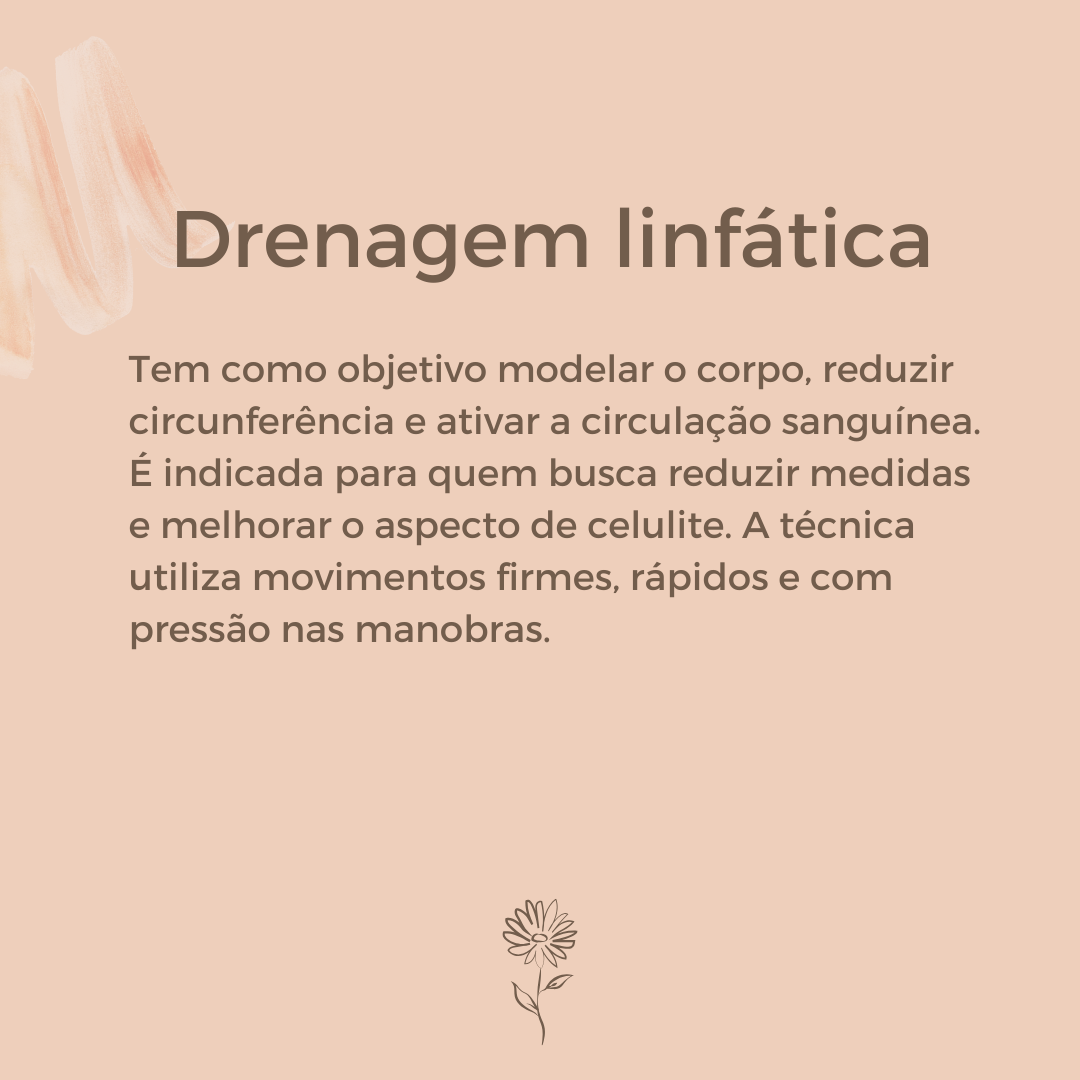 Drenagem linfática
Tem como objetivo modelar o corpo, reduzir
circunferência e ativar a circulação sanguínea.
É indicada para quem busca reduzir medidas
e melhorar o aspecto de celulite. A técnica
utiliza movimentos firmes, rápidos e com
pressão nas manobras.